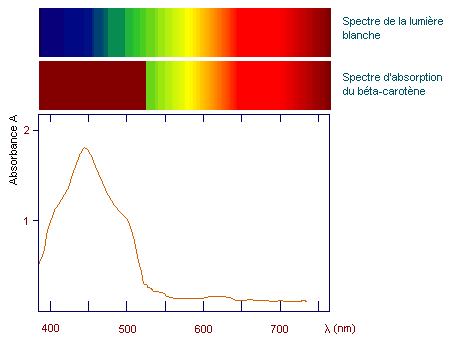 Spectre de la lumière
blanche
Spectre d'absorption
du béta-carotène
Absorbance A
2
1
400 500 600 700 λ (nm)